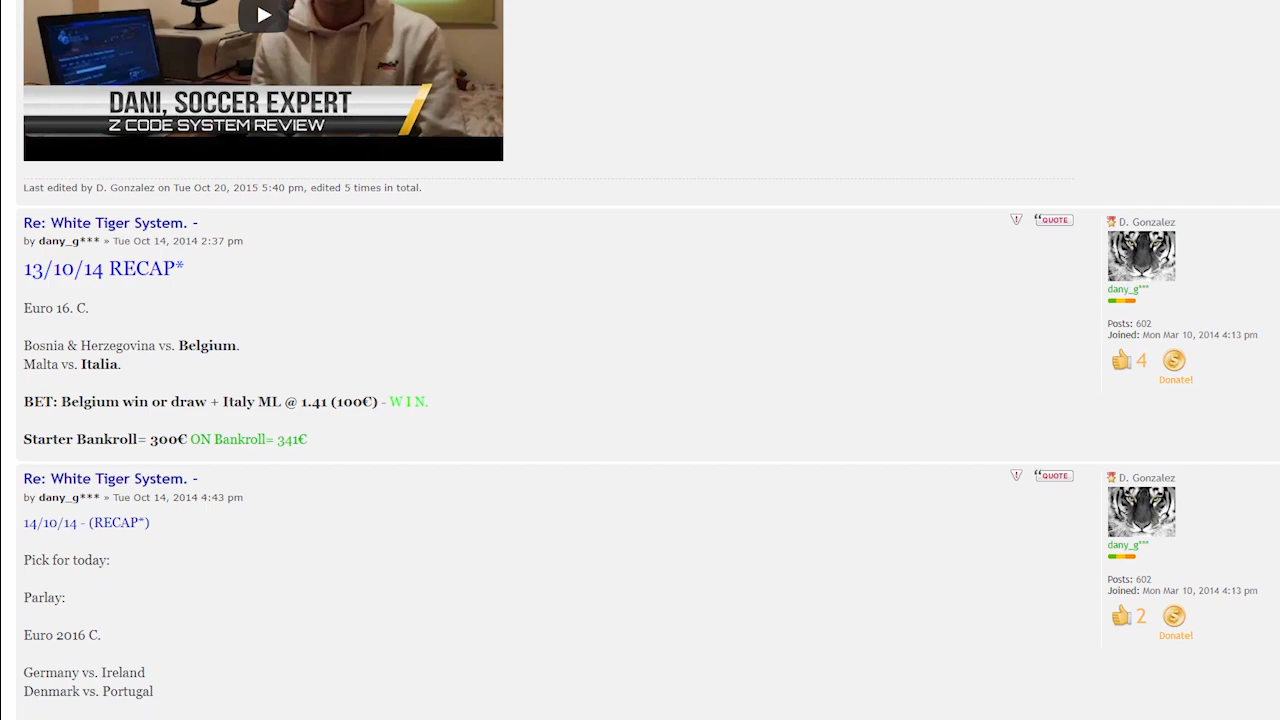 DANI, SOCCER EXPERT
Z CODE SYSTEM REVIEW
Last edited by D. Gonzalez on Tue Oct 20, 2015 5:40 pm, edited 5 times in total.
Re: White Tiger System. -
QUOTE
by dany_g*** » Tue Oct 14, 2014 2:37 pm
13/10/14 RECAP*
Euro 16. C.
Bosnia & Herzegovina vs. Belgium.
Malta vs. Italia.
BET: Belgium win or draw + Italy ML @ 1.41 (100€) - W I N.
Starter Bankroll= 300€ ON Bankroll= 341€
D. Gonzalez
dany_g***
Posts: 602
Joined: Mon Mar 10, 2014 4:13 pm
4
Donate!
Re: White Tiger System. -
QUOTE
by dany_g*** » Tue Oct 14, 2014 4:43 pm
14/10/14 - (RECAP*)
Pick for today:
Parlay:
Euro 2016 C.
Germany vs. Ireland
Denmark vs. Portugal
D. Gonzalez
dany_g***
Posts: 602
Joined: Mon Mar 10, 2014 4:13 pm
2
Donate!